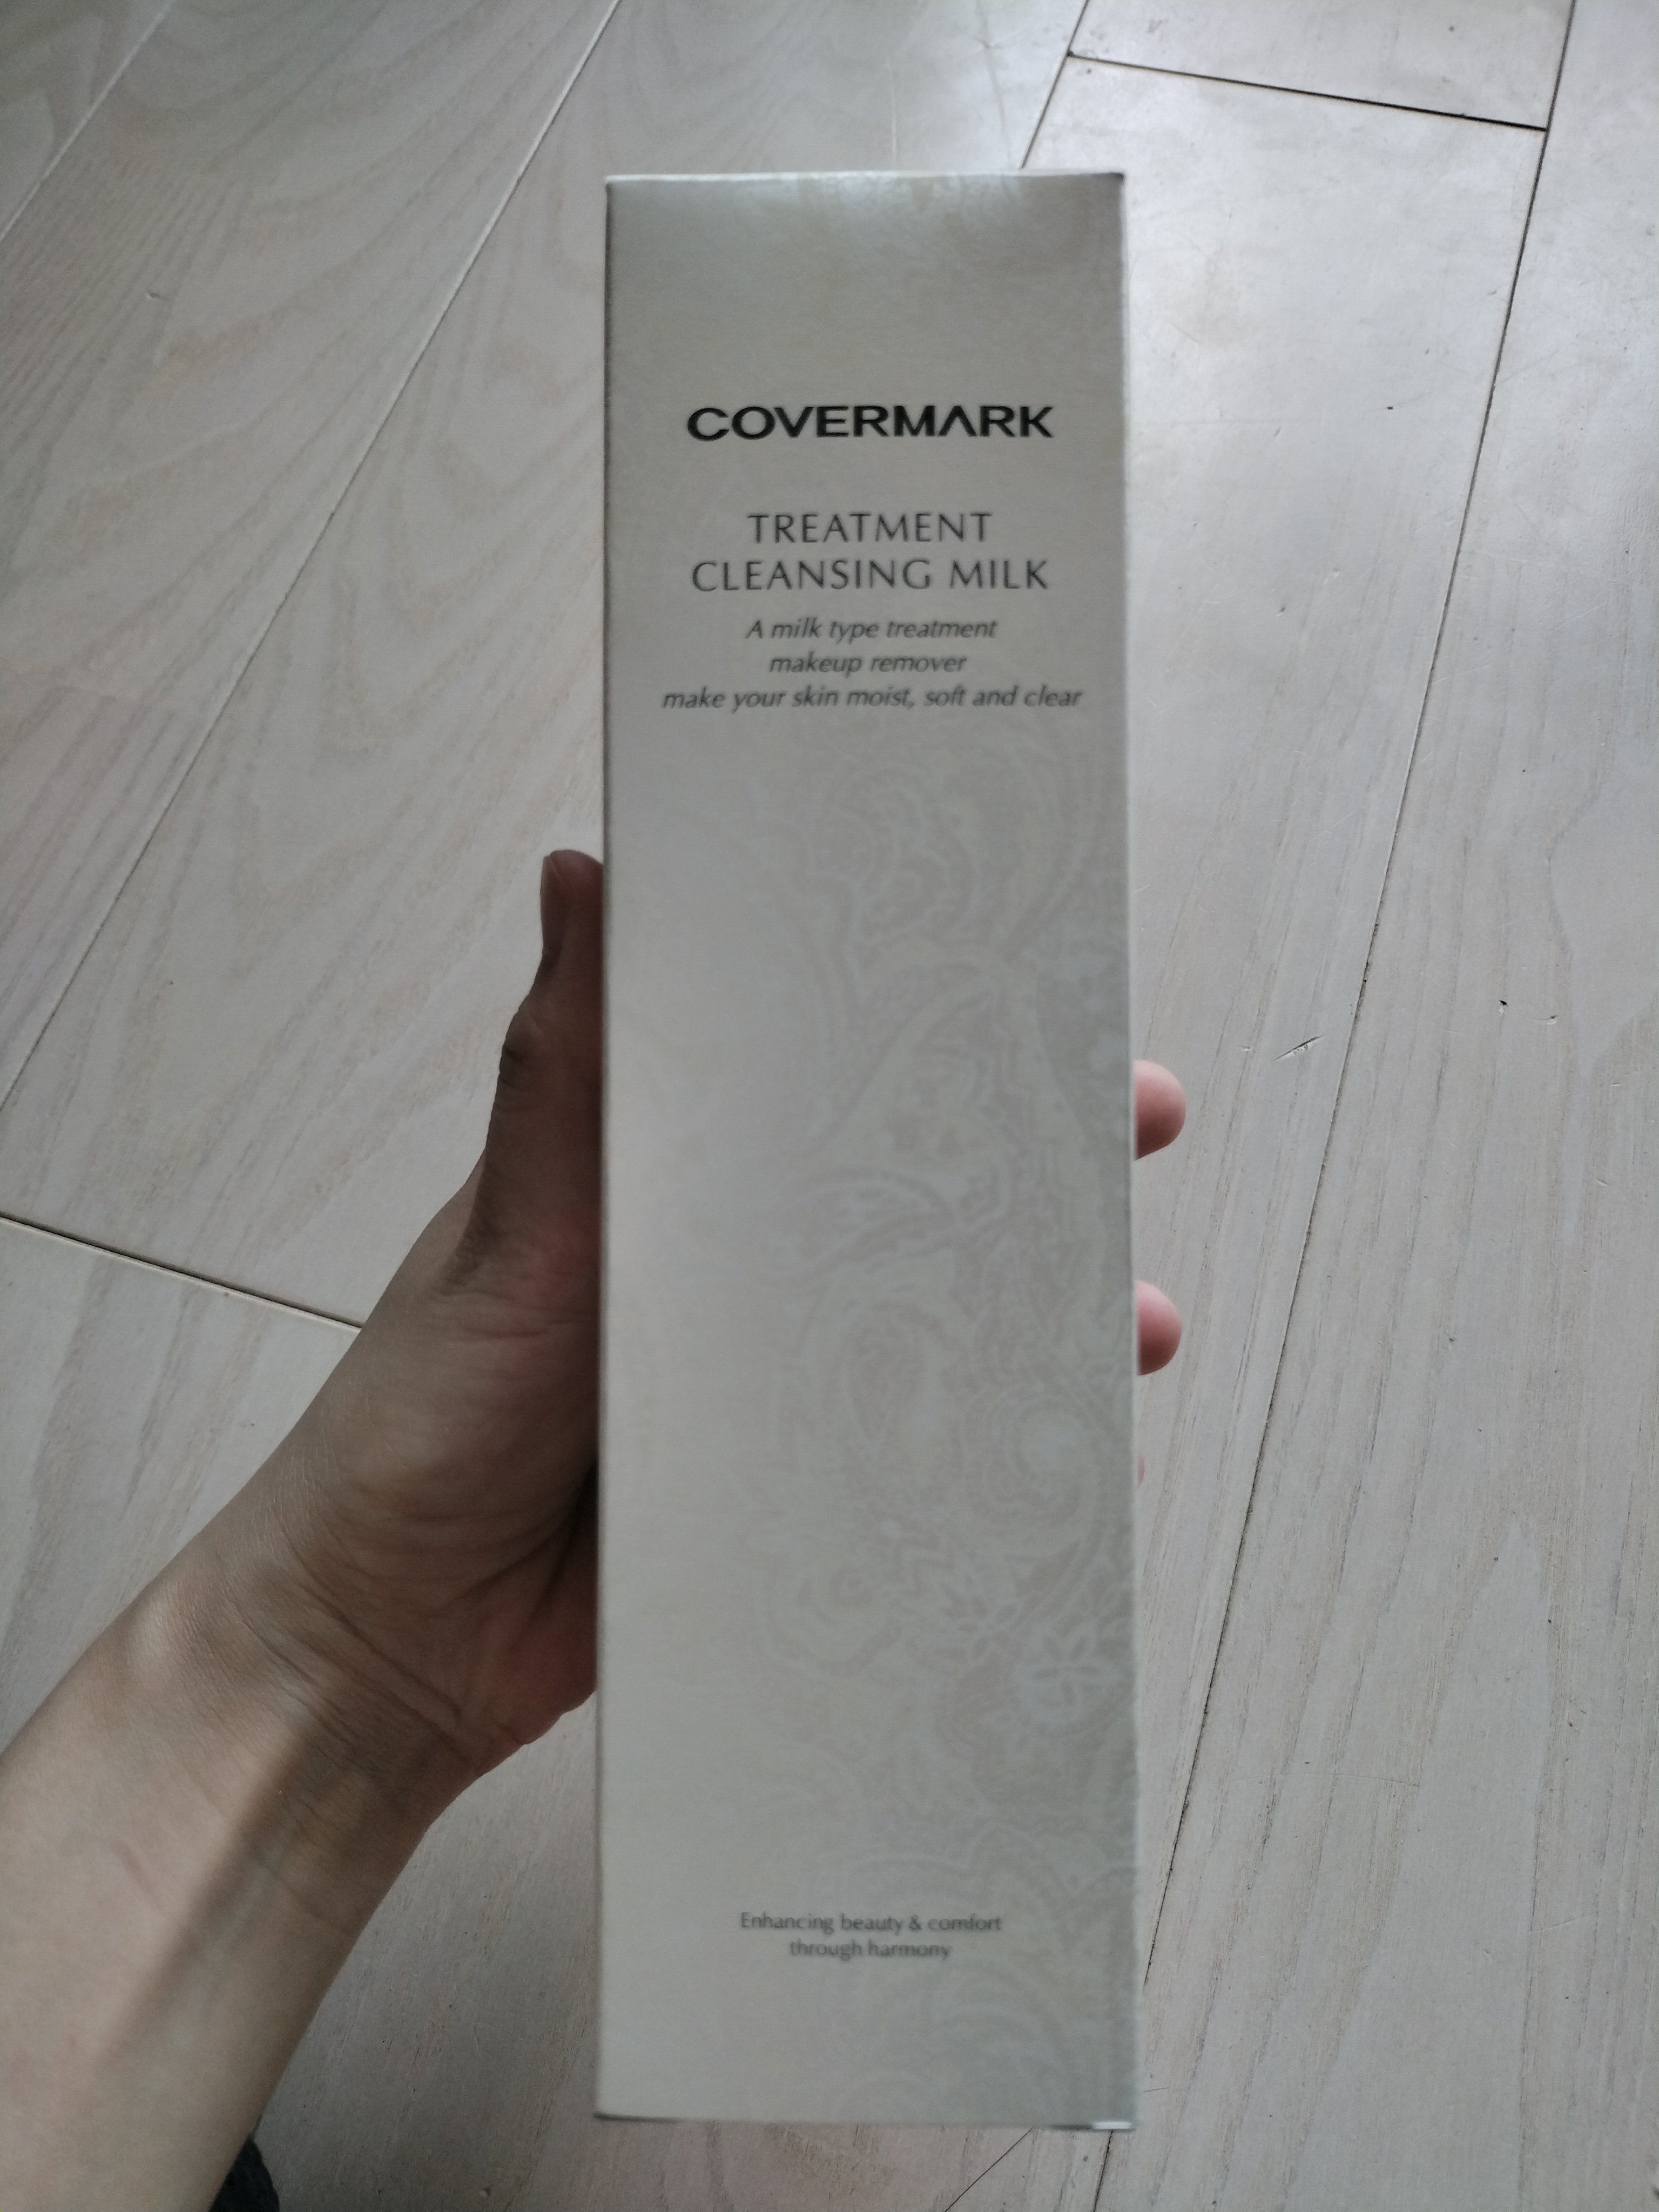 COVERMARK
TREATMENT
CLEANSING MILK
A milk type treatment
makeup remover
make your skin moist, soft and clear
Enhancing beauty & comfort
through harmony